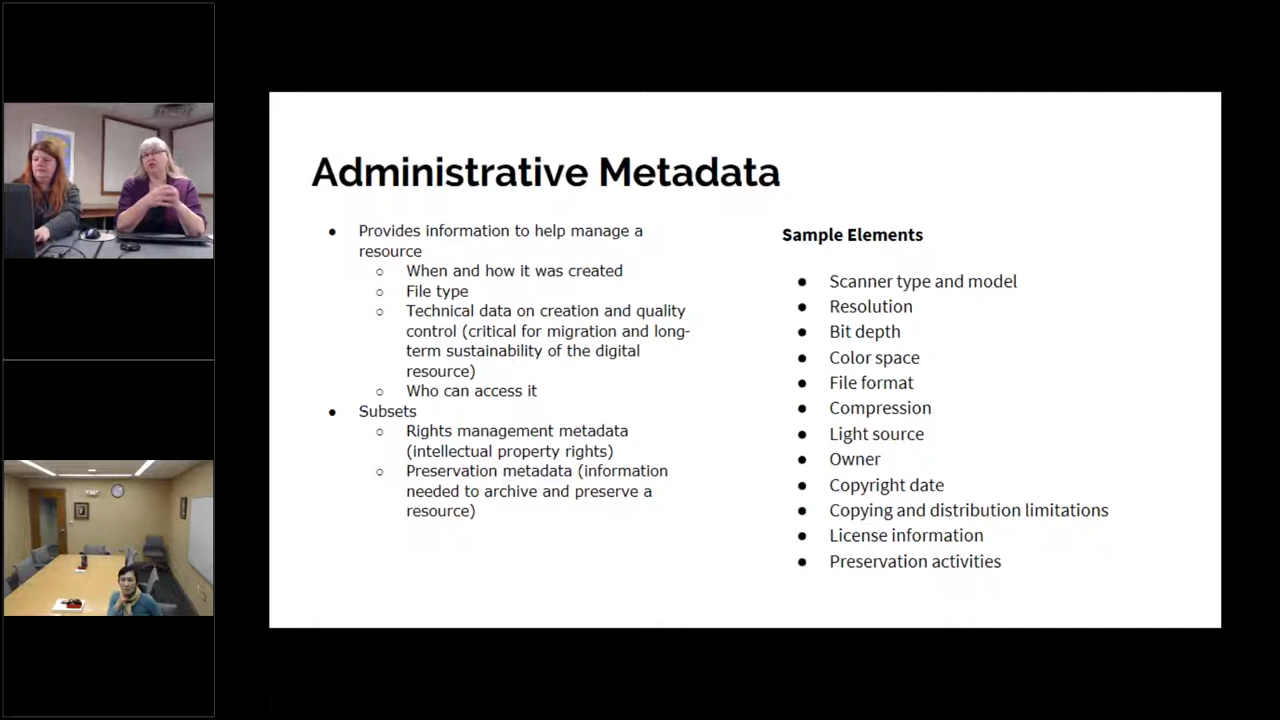 Administrative Metadata
● Provides information to help manage a
resource
○ When and how it was created
○ File type
○ Technical data on creation and quality
control (critical for migration and long-
term sustainability of the digital
resource)
○ Who can access it
● Subsets
○ Rights management metadata
(intellectual property rights)
○ Preservation metadata (information
needed to archive and preserve a
resource)
Sample Elements
● Scanner type and model
● Resolution
● Bit depth
● Color space
● File format
● Compression
● Light source
● Owner
● Copyright date
● Copying and distribution limitations
● License information
● Preservation activities